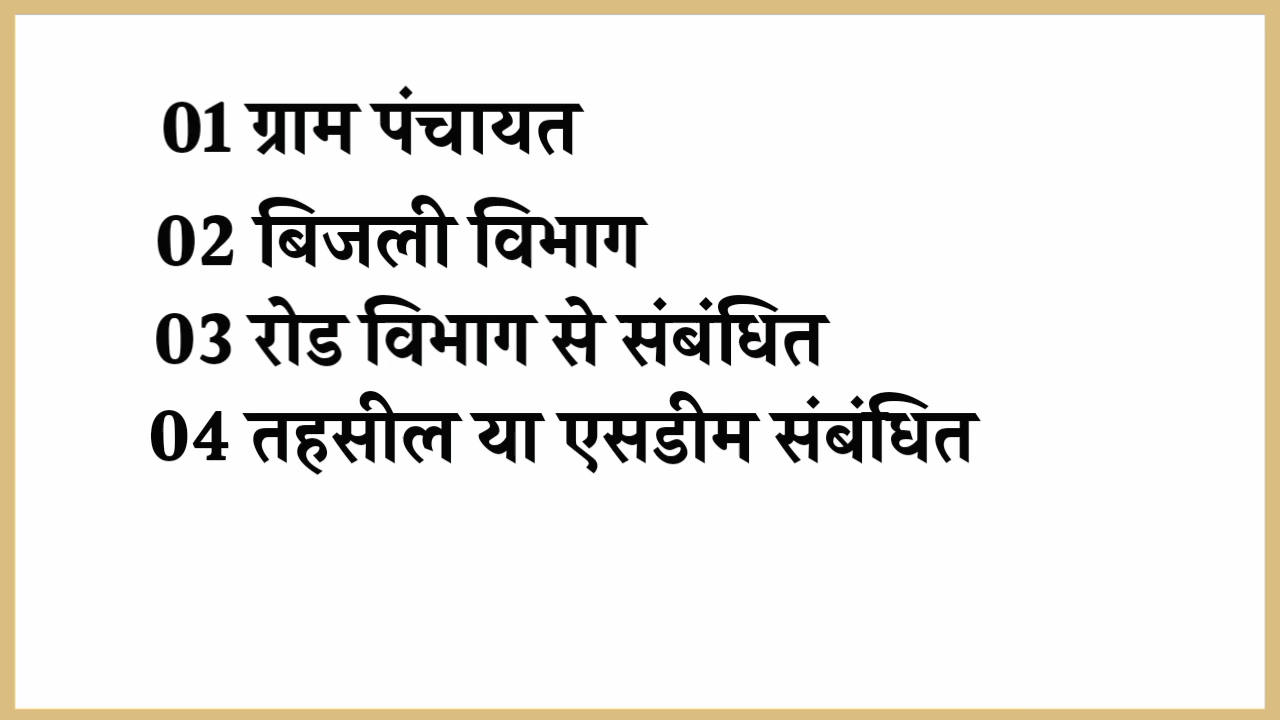 01 ग्राम पंचायत
02 बिजली विभाग
03 रोड विभाग से संबंधित
04 तहसील या एसडीम संबंधित